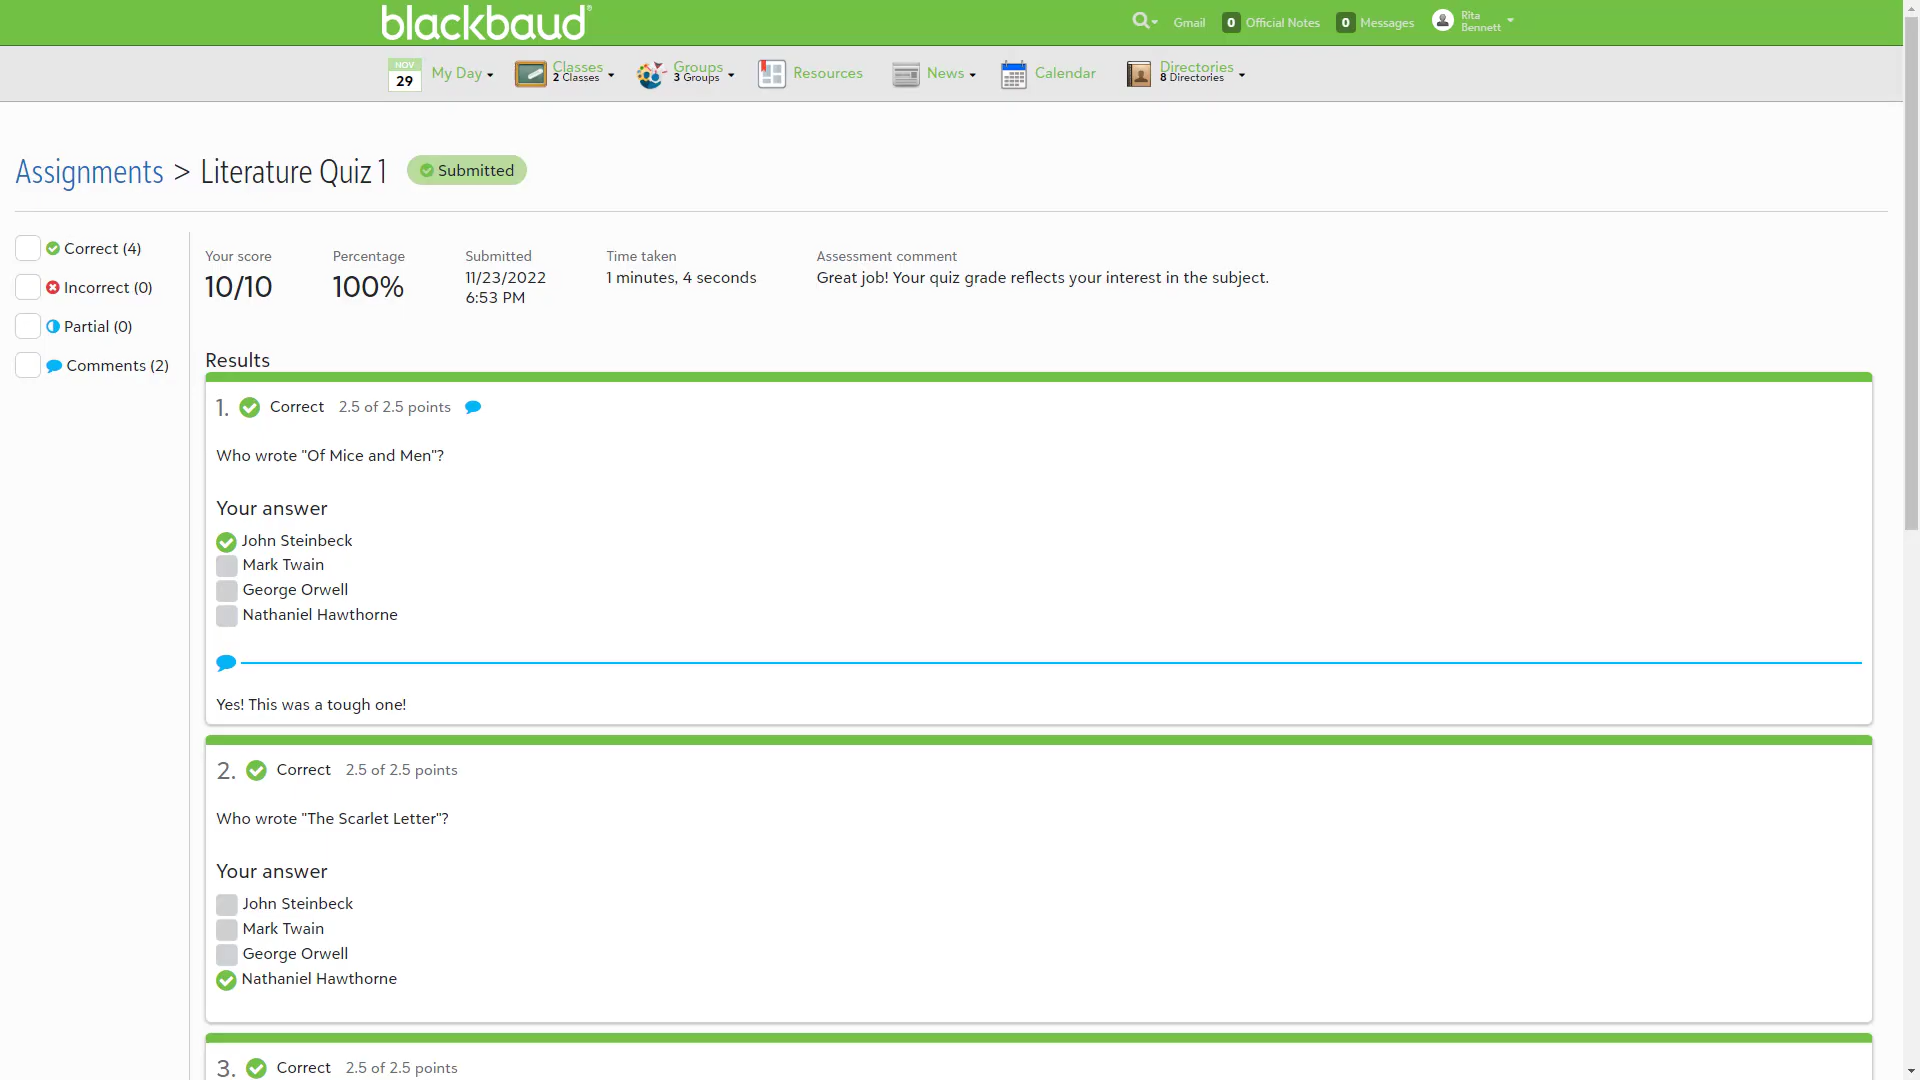 blackbaud®
Gmail 0 Official Notes 0 Messages Rita Bennett
NOV 29 My Day Classes 2 Classes Groups 3 Groups Resources News Calendar Directories 8 Directories
Assignments > Literature Quiz 1 Submitted
Correct (4)
Incorrect (0)
Partial (0)
Comments (2)
Your score
10/10
Percentage
100%
Submitted
11/23/2022
6:53 PM
Time taken
1 minutes, 4 seconds
Assessment comment
Great job! Your quiz grade reflects your interest in the subject.
Results
1. Correct 2.5 of 2.5 points
Who wrote "Of Mice and Men"?
Your answer
John Steinbeck
Mark Twain
George Orwell
Nathaniel Hawthorne
Yes! This was a tough one!
2. Correct 2.5 of 2.5 points
Who wrote "The Scarlet Letter"?
Your answer
John Steinbeck
Mark Twain
George Orwell
Nathaniel Hawthorne
3. Correct 2.5 of 2.5 points